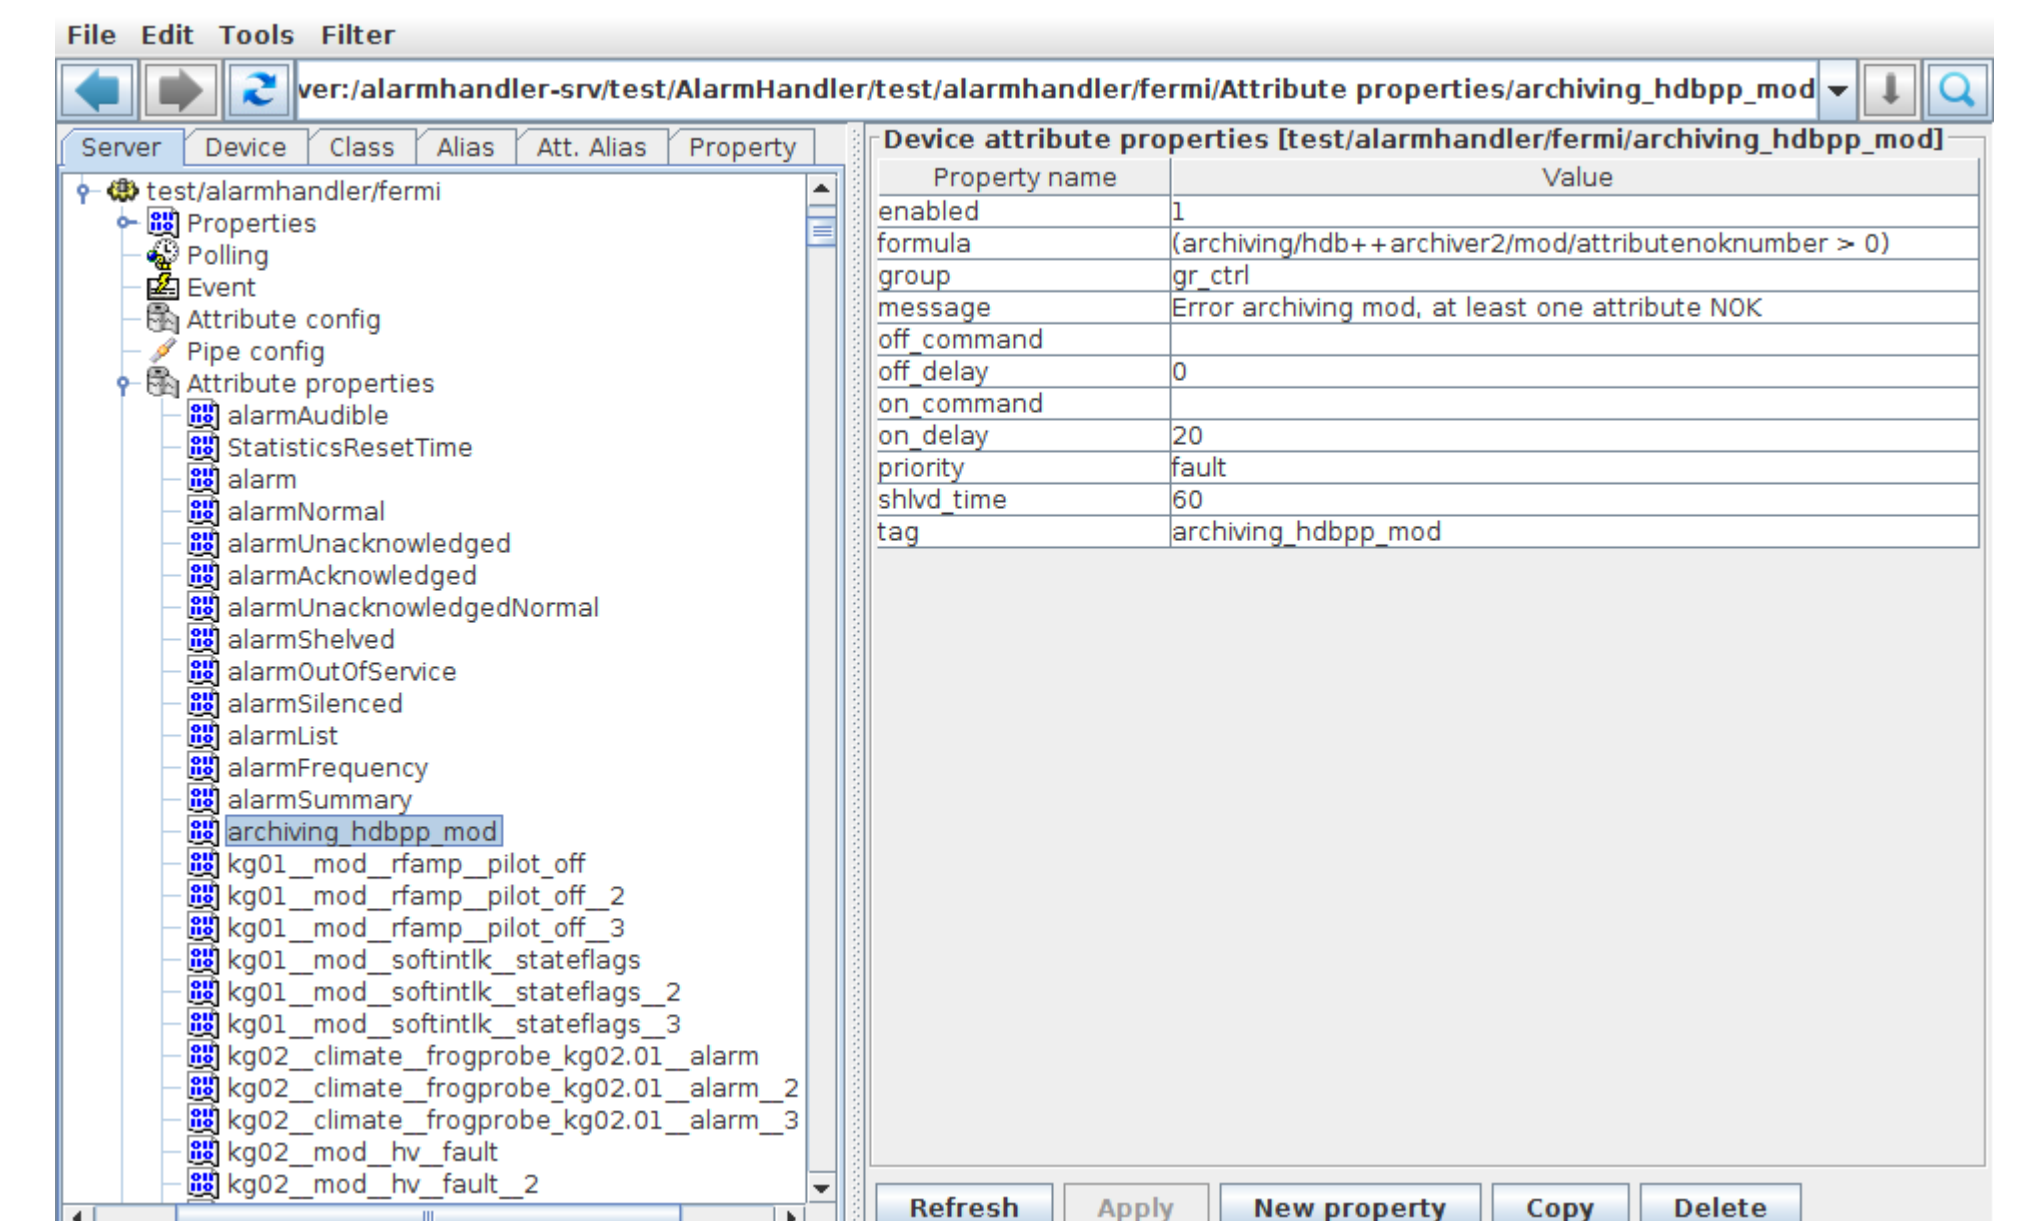 File Edit Tools Filter
ver:/alarmhandler-srv/test/AlarmHandler/test/alarmhandler/fermi/Attribute properties/archiving_hdbpp_mod
Server Device Class Alias Att. Alias Property
test/alarmhandler/fermi
Properties
Polling
Event
Attribute config
Pipe config
Attribute properties
alarmAudible
StatisticsResetTime
alarm
alarmNormal
alarmUnacknowledged
alarmAcknowledged
alarmUnacknowledgedNormal
alarmShelved
alarmOutOfService
alarmSilenced
alarmList
alarmFrequency
alarmSummary
archiving_hdbpp_mod
kg01__mod__rfamp__pilot_off
kg01__mod__rfamp__pilot_off__2
kg01__mod__rfamp__pilot_off__3
kg01__mod__softintlk__stateflags
kg01__mod__softintlk__stateflags__2
kg01__mod__softintlk__stateflags__3
kg02__climate__frogprobe_kg02.01__alarm
kg02__climate__frogprobe_kg02.01__alarm__2
kg02__climate__frogprobe_kg02.01__alarm__3
kg02__mod__hv__fault
kg02__mod__hv__fault__2
Device attribute properties [test/alarmhandler/fermi/archiving_hdbpp_mod]
Property name Value
enabled 1
formula (archiving/hdb++archiver2/mod/attributenoknumber > 0)
group gr_ctrl
message Error archiving mod, at least one attribute NOK
off_command
off_delay 0
on_command
on_delay 20
priority fault
shlvd_time 60
tag archiving_hdbpp_mod
Refresh Apply New property Copy Delete